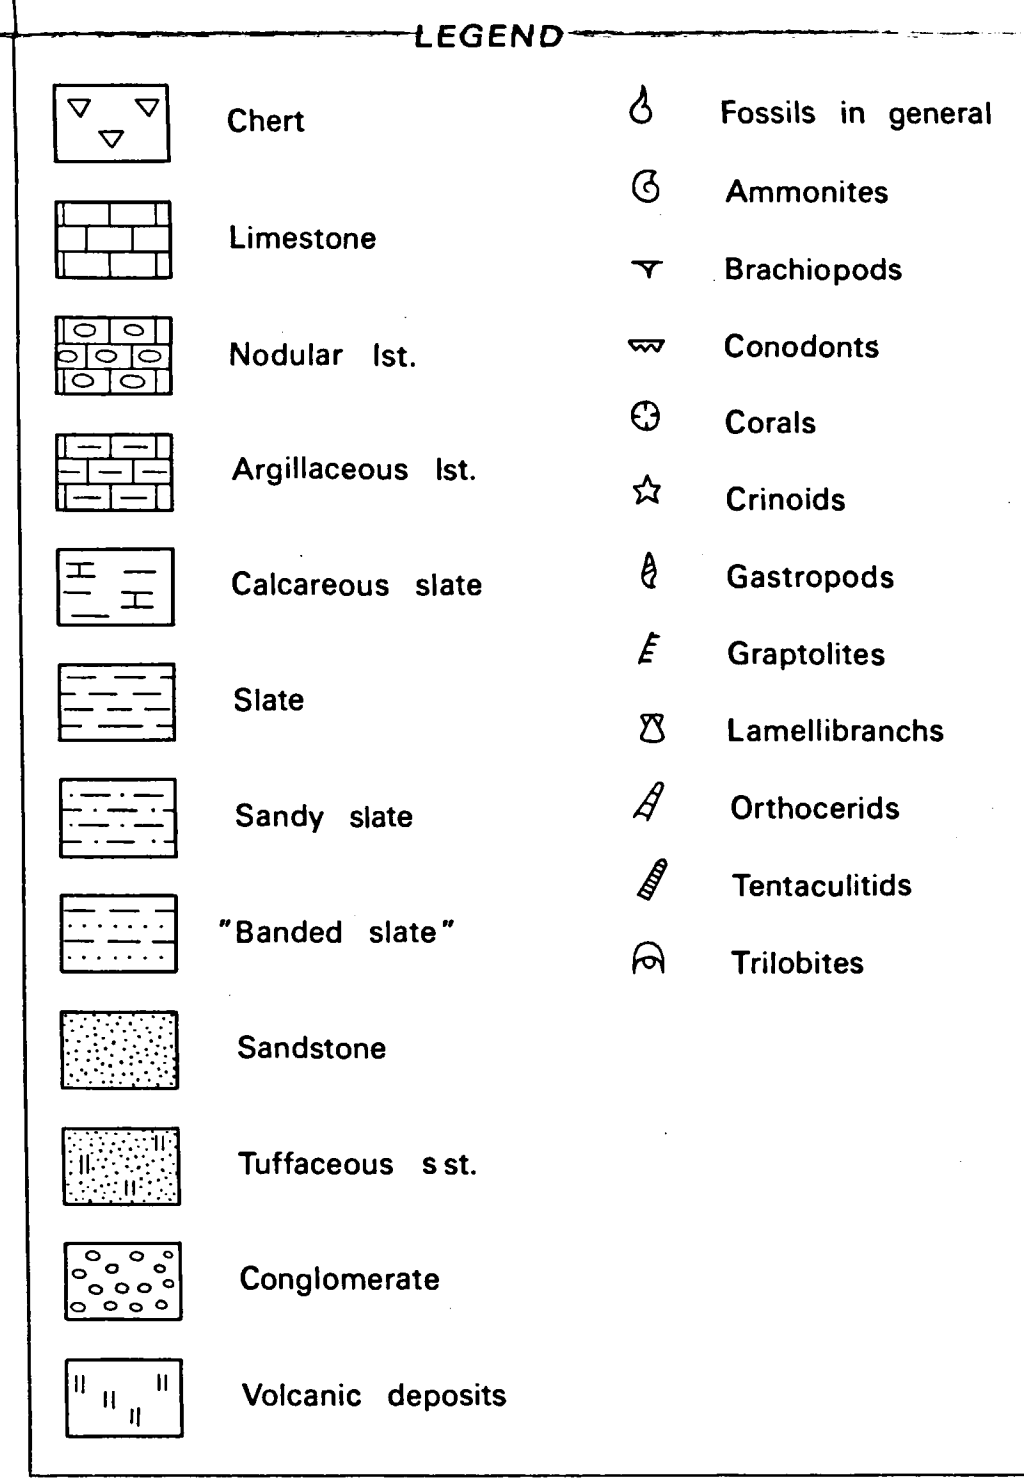 LEGEND
Chert
Limestone
Nodular lst.
Argillaceous lst.
Calcareous slate
Slate
Sandy slate
"Banded slate"
Sandstone
Tuffaceous sst.
Conglomerate
Volcanic deposits
Fossils in general
Ammonites
Brachiopods
Conodonts
Corals
Crinoids
Gastropods
Graptolites
Lamellibranchs
Orthocerids
Tentaculitids
Trilobites